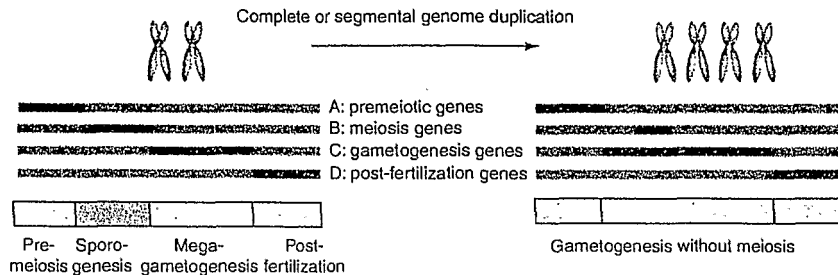 Complete or segmental genome duplication
A: premeiotic genes
B: meiosis genes
C: gametogenesis genes
D: post-fertilization genes
Pre- Sporo- Mega- Post-
meiosis genesis gametogenesis fertilization
Gametogenesis without meiosis